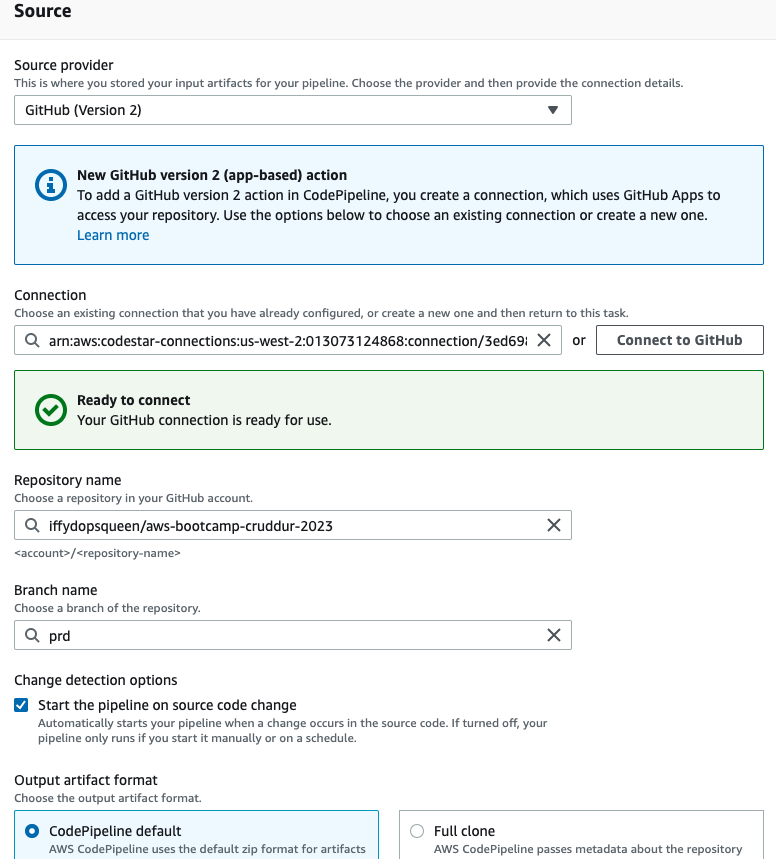 Source
Source provider
This is where you stored your input artifacts for your pipeline. Choose the provider and then provide the connection details.
GitHub (Version 2)
New GitHub version 2 (app-based) action
To add a GitHub version 2 action in CodePipeline, you create a connection, which uses GitHub Apps to
access your repository. Use the options below to choose an existing connection or create a new one.
Learn more
Connection
Choose an existing connection that you have already configured, or create a new one and then return to this task.
arn:aws:codestar-connections:us-west-2:013073124868:connection/3ed698 or Connect to GitHub
Ready to connect
Your GitHub connection is ready for use.
Repository name
Choose a repository in your GitHub account.
iffydopsqueen/aws-bootcamp-cruddur-2023
<account>/<repository-name>
Branch name
Choose a branch of the repository.
prd
Change detection options
Start the pipeline on source code change
Automatically starts your pipeline when a change occurs in the source code. If turned off, your
pipeline only runs if you start it manually or on a schedule.
Output artifact format
Choose the output artifact format.
CodePipeline default Full clone
AWS CodePipeline uses the default zip format for artifacts AWS CodePipeline passes metadata about the repository